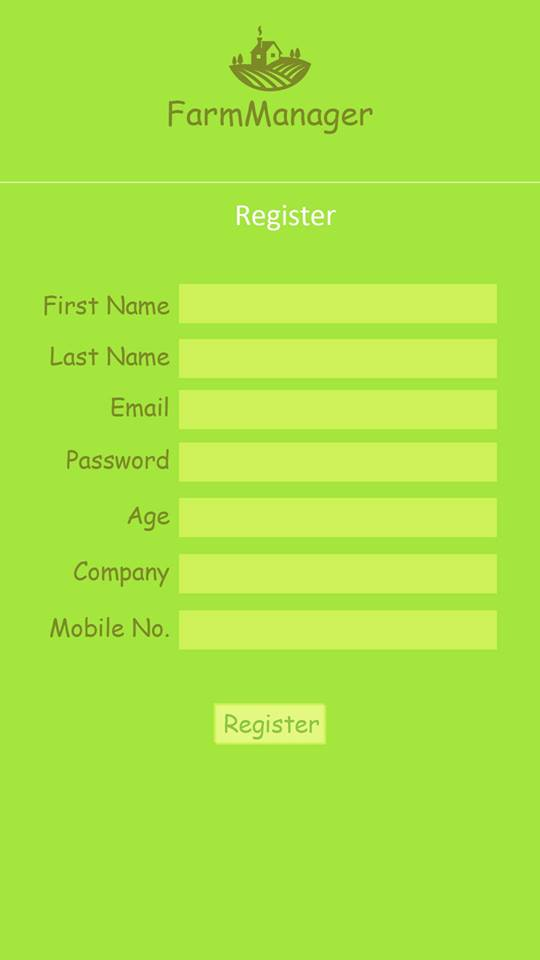 FarmManager
Register
First Name
Last Name
Email
Password
Age
Company
Mobile No.
Register